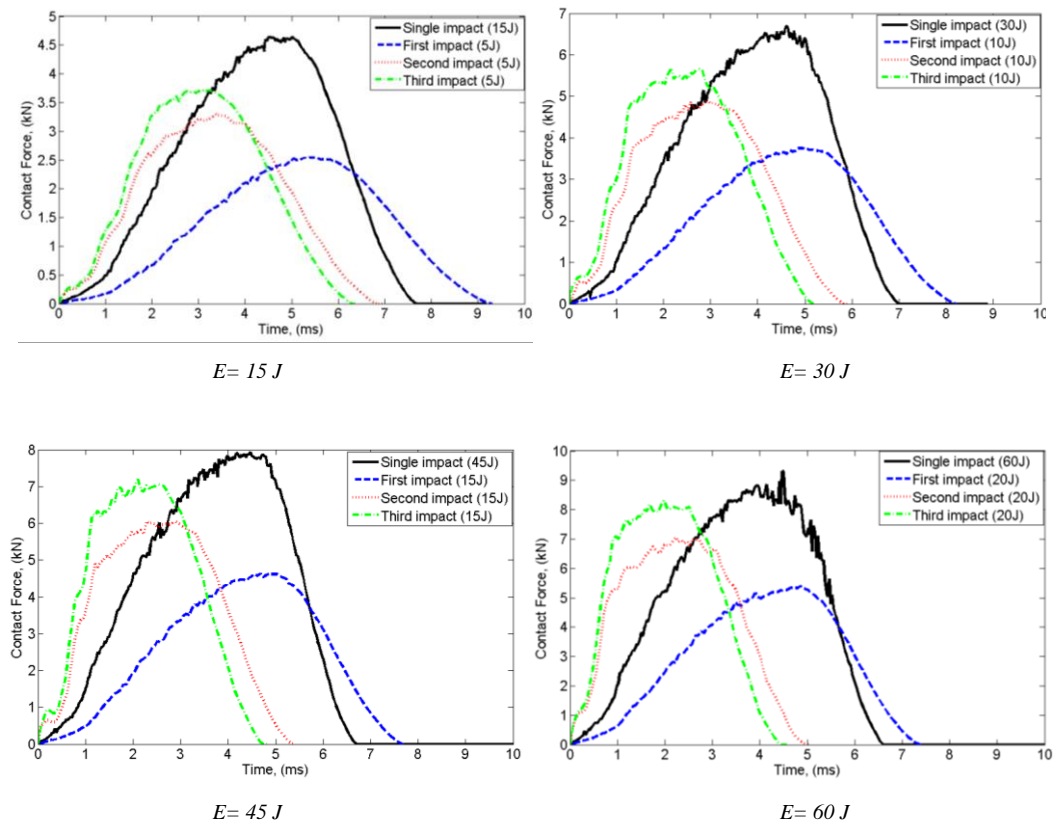 Single impact (15J)
First impact (5J)
Second impact (5J)
Third impact (5J)
Contact Force, (kN)
5
4.5
4
3.5
3
2.5
2
1.5
1
0.5
0
0 1 2 3 4 5 6 7 8 9 10
Time, (ms)
E= 15 J
Single impact (30J)
First impact (10J)
Second impact (10J)
Third impact (10J)
Contact Force, (kN)
7
6
5
4
3
2
1
0
0 1 2 3 4 5 6 7 8 9 10
Time, (ms)
E= 30 J
Single impact (45J)
First impact (15J)
Second impact (15J)
Third impact (15J)
Contact Force, (kN)
8
7
6
5
4
3
2
1
0
0 1 2 3 4 5 6 7 8 9 10
Time, (ms)
E= 45 J
Single impact (60J)
First impact (20J)
Second impact (20J)
Third impact (20J)
Contact Force, (kN)
10
9
8
7
6
5
4
3
2
1
0
0 1 2 3 4 5 6 7 8 9 10
Time, (ms)
E= 60 J